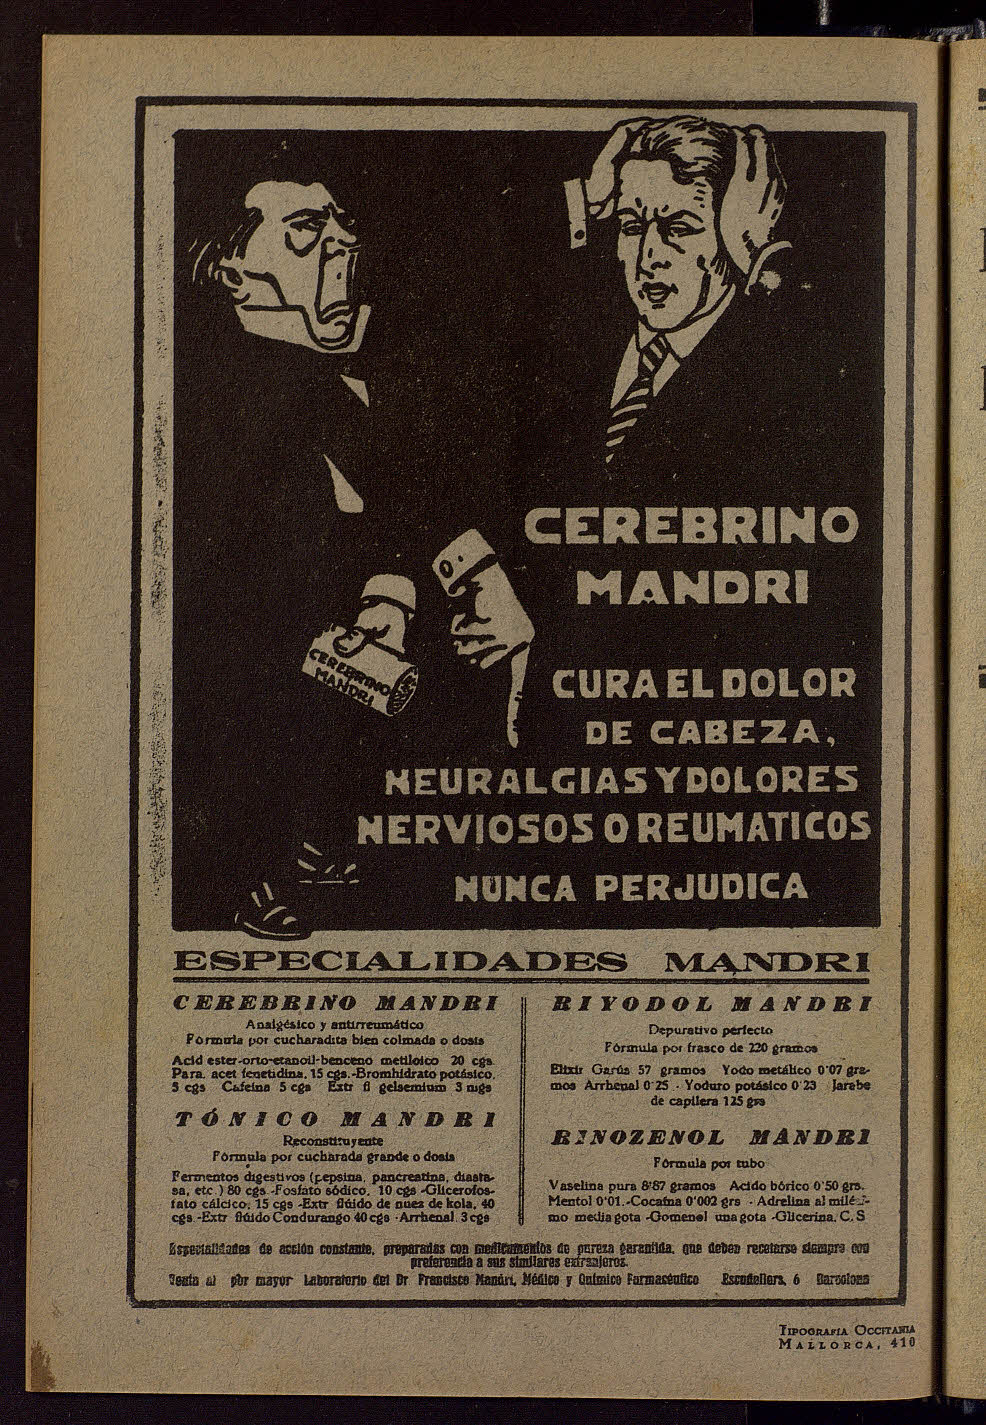 CEREBRINO
MANDRI
CEREBRINO
MANDRI
CURA EL DOLOR
DE CABEZA,
NEURALGIAS Y DOLORES
NERVIOSOS O REUMATICOS
NUNCA PERJUDICA
ESPECIALIDADES MANDRI
CEREBRINO MANDRI
Analgésico y antirreumático
Fórmula por cucharadita bien colmada o dosis
Acid ester-orto-etanoil-benceno metiloico 20 cgs
Para. acet fenetidina, 15 cgs.-Bromhidrato potásico,
5 cgs Cafeina 5 cgs Extr fl gelsemium 3 mgs
TÓNICO MANDRI
Reconstituyente
Fórmula por cucharada grande o dosis
Fermentos digestivos (pepsina, pancreatina, diasta-
sa, etc.) 80 cgs.-Fosfato sódico, 10 cgs -Glicerofos-
fato cálcico, 15 cgs -Extr flúido de nues de kola, 40
cgs -Extr flúido Condurango 40 cgs - Arrhenal, 3 cgs
RIYODOL MANDRI
Depurativo perfecto
Fórmula por frasco de 220 gramos
Elixir Garús 57 gramos Yodo metálico 0'07 gra-
mos Arrhenal 0'25 - Yoduro potásico 0'23 Jarabe
de capilera 125 grs
RINOZENOL MANDRI
Fórmula por tubo
Vaselina pura 8'87 gramos Acido bórico 0'50 grs.
Mentol 0'01.-Cocaína 0'002 grs - Adrelina al milési-
mo media gota -Gomenol una gota -Glicerina, C. S
Especialidades de acción constante, preparadas con medicamentos de pureza garantida, que deben recetarse siempre con
preferencia a sus similares extranjeros.
Venta al por mayor Laboratorio del Dr Francisco Mandri, Médico y Químico Farmacéutico Escudellers, 6 Barcelona
TIPOGRAFÍA OCCITANIA
MALLORCA, 410